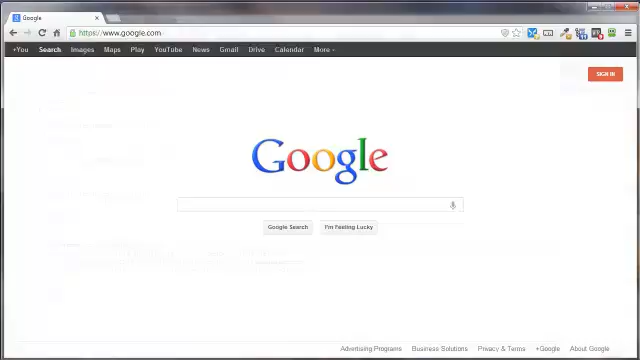 Google
https://www.google.com
+You Search Images Maps Play YouTube News Gmail Drive Calendar More
SIGN IN
Google
Google Search I'm Feeling Lucky
Advertising Programs Business Solutions Privacy & Terms +Google About Google